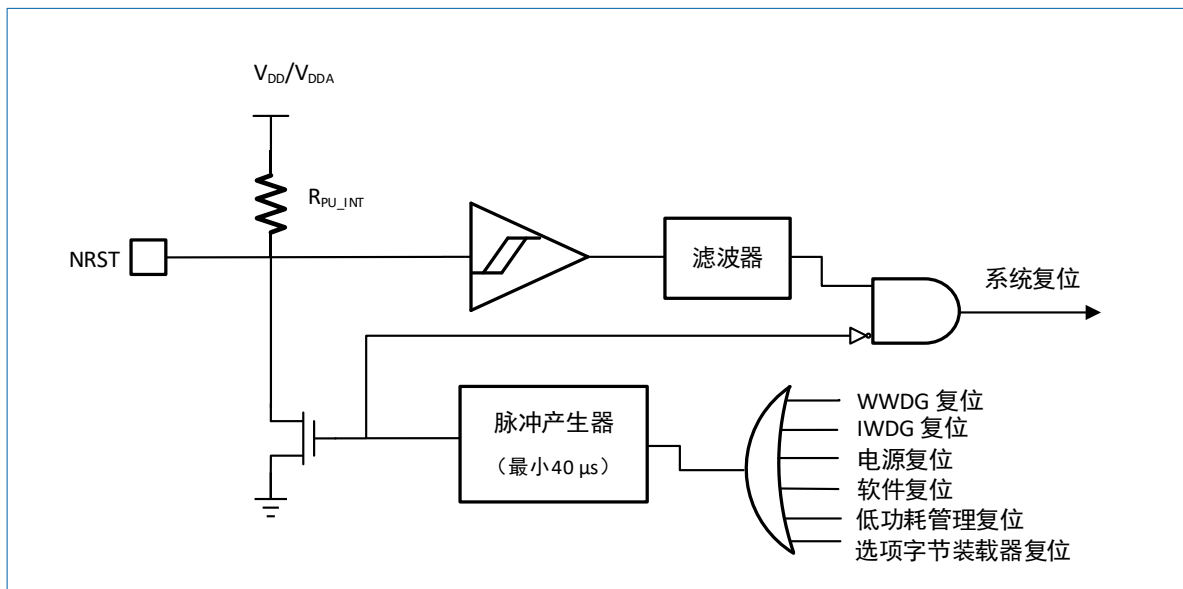 VDD/VDDA
RPU_INT
NRST
滤波器
系统复位
脉冲产生器
（最小40 μs）
WWDG 复位
IWDG 复位
电源复位
软件复位
低功耗管理复位
选项字节装载器复位